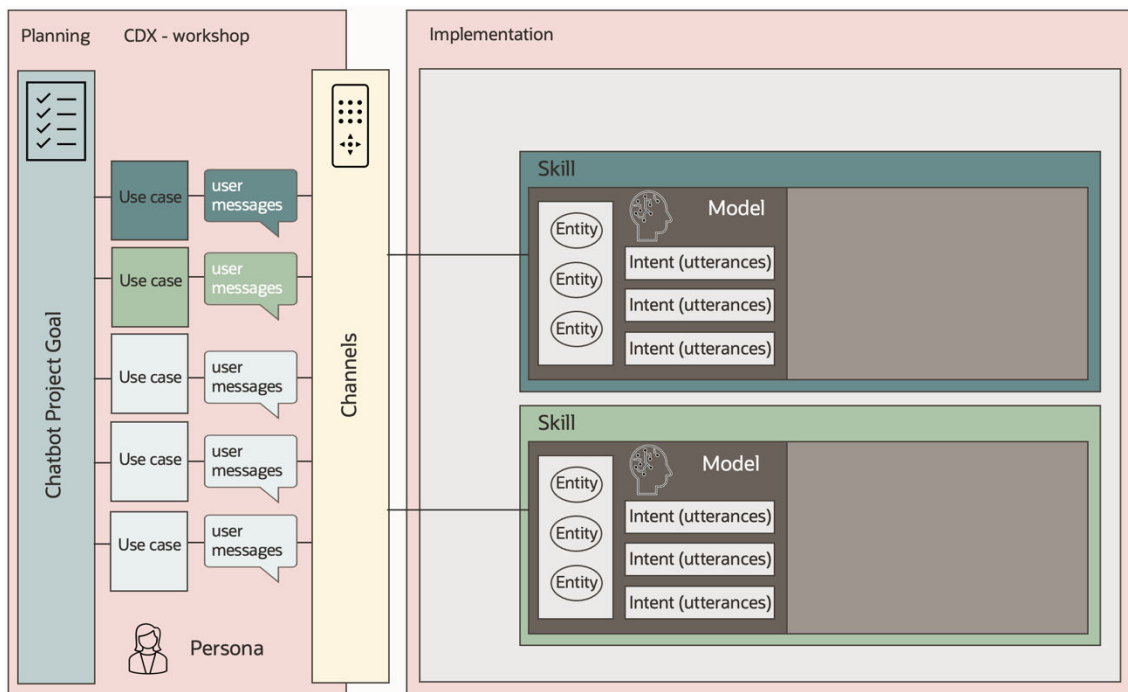 Planning
CDX - workshop
Implementation
Chatbot Project Goal
Use case
user
messages
Use case
user
messages
Use case
user
messages
Use case
user
messages
Use case
user
messages
Persona
Channels
Skill
Model
Entity
Entity
Entity
Intent (utterances)
Intent (utterances)
Intent (utterances)
Skill
Model
Entity
Entity
Entity
Intent (utterances)
Intent (utterances)
Intent (utterances)